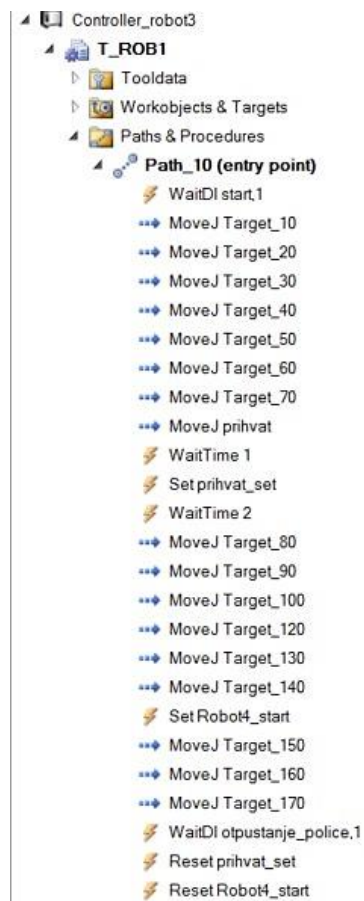 Controller_robot3
T_ROB1
Tooldata
Workobjects & Targets
Paths & Procedures
Path_10 (entry point)
WaitDI start,1
MoveJ Target_10
MoveJ Target_20
MoveJ Target_30
MoveJ Target_40
MoveJ Target_50
MoveJ Target_60
MoveJ Target_70
MoveJ prihvat
WaitTime 1
Set prihvat_set
WaitTime 2
MoveJ Target_80
MoveJ Target_90
MoveJ Target_100
MoveJ Target_120
MoveJ Target_130
MoveJ Target_140
Set Robot4_start
MoveJ Target_150
MoveJ Target_160
MoveJ Target_170
WaitDI otpustanje_police,1
Reset prihvat_set
Reset Robot4_start